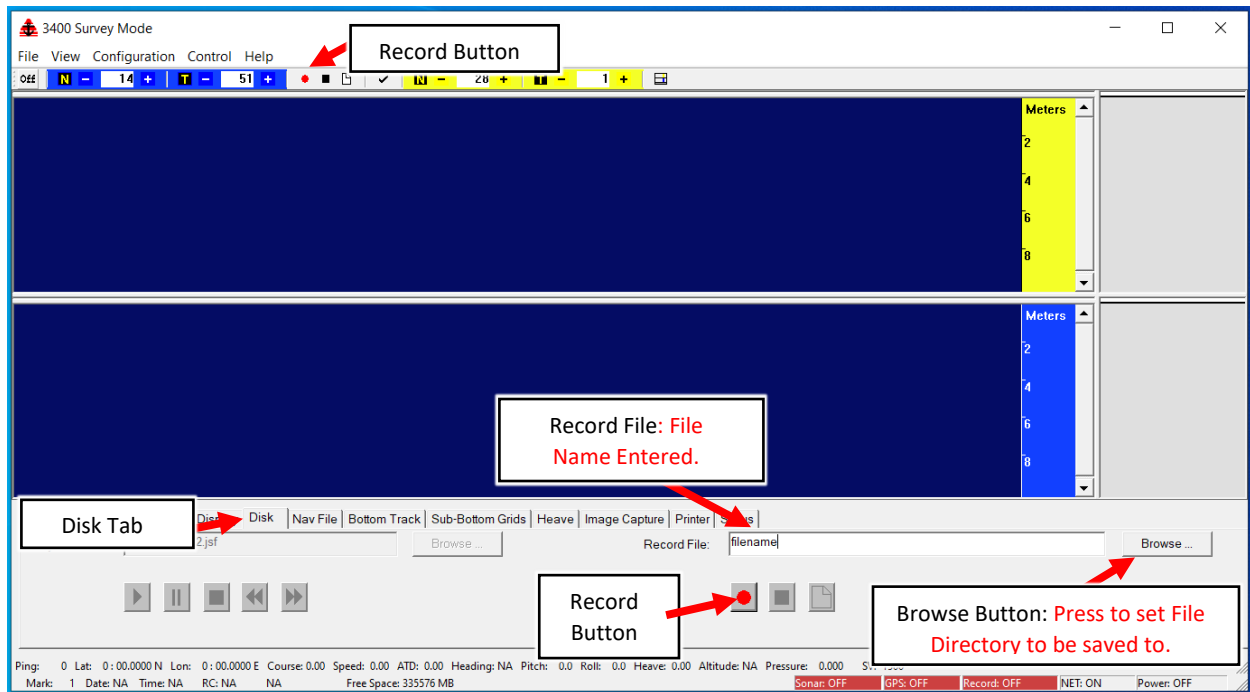 3400 Survey Mode
File View Configuration Control Help
Record Button
Off N - 14 + T - 51 + N - 28 + - 1 +
Meters
2
4
6
8
Meters
2
4
6
8
Record File: File
Name Entered.
Disk Tab
Disk Nav File Bottom Track Sub-Bottom Grids Heave Image Capture Printer
2.jsf Browse ... Record File: filename Browse ...
Record
Button
Browse Button: Press to set File
Directory to be saved to.
Ping: 0 Lat: 0 : 00.0000 N Lon: 0 : 00.0000 E Course: 0.00 Speed: 0.00 ATD: 0.00 Heading: NA Pitch: 0.0 Roll: 0.0 Heave: 0.00 Altitude: NA Pressure: 0.000
Mark: 1 Date: NA Time: NA RC: NA NA Free Space: 335576 MB Sonar: OFF GPS: OFF Record: OFF NET: ON Power: OFF